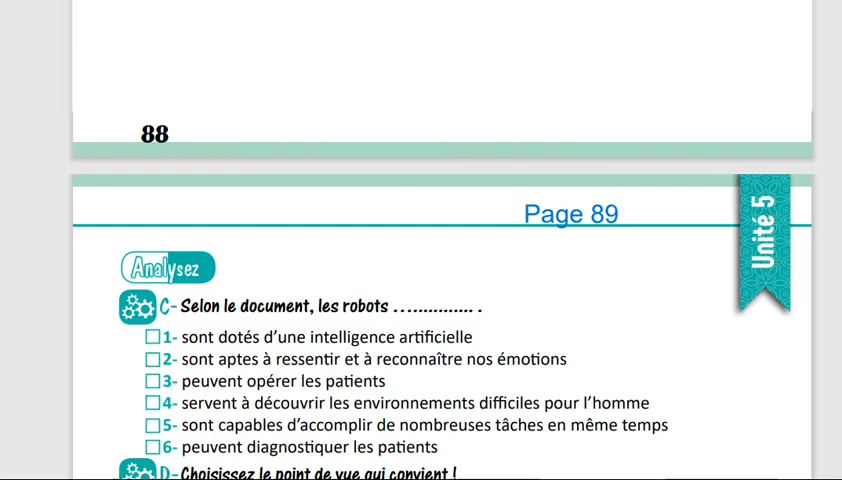 88
Page 89
Unité 5
Analysez
C- Selon le document, les robots ................ .
1- sont dotés d’une intelligence artificielle
2- sont aptes à ressentir et à reconnaître nos émotions
3- peuvent opérer les patients
4- servent à découvrir les environnements difficiles pour l’homme
5- sont capables d’accomplir de nombreuses tâches en même temps
6- peuvent diagnostiquer les patients
D- Choisissez le point de vue qui convient !